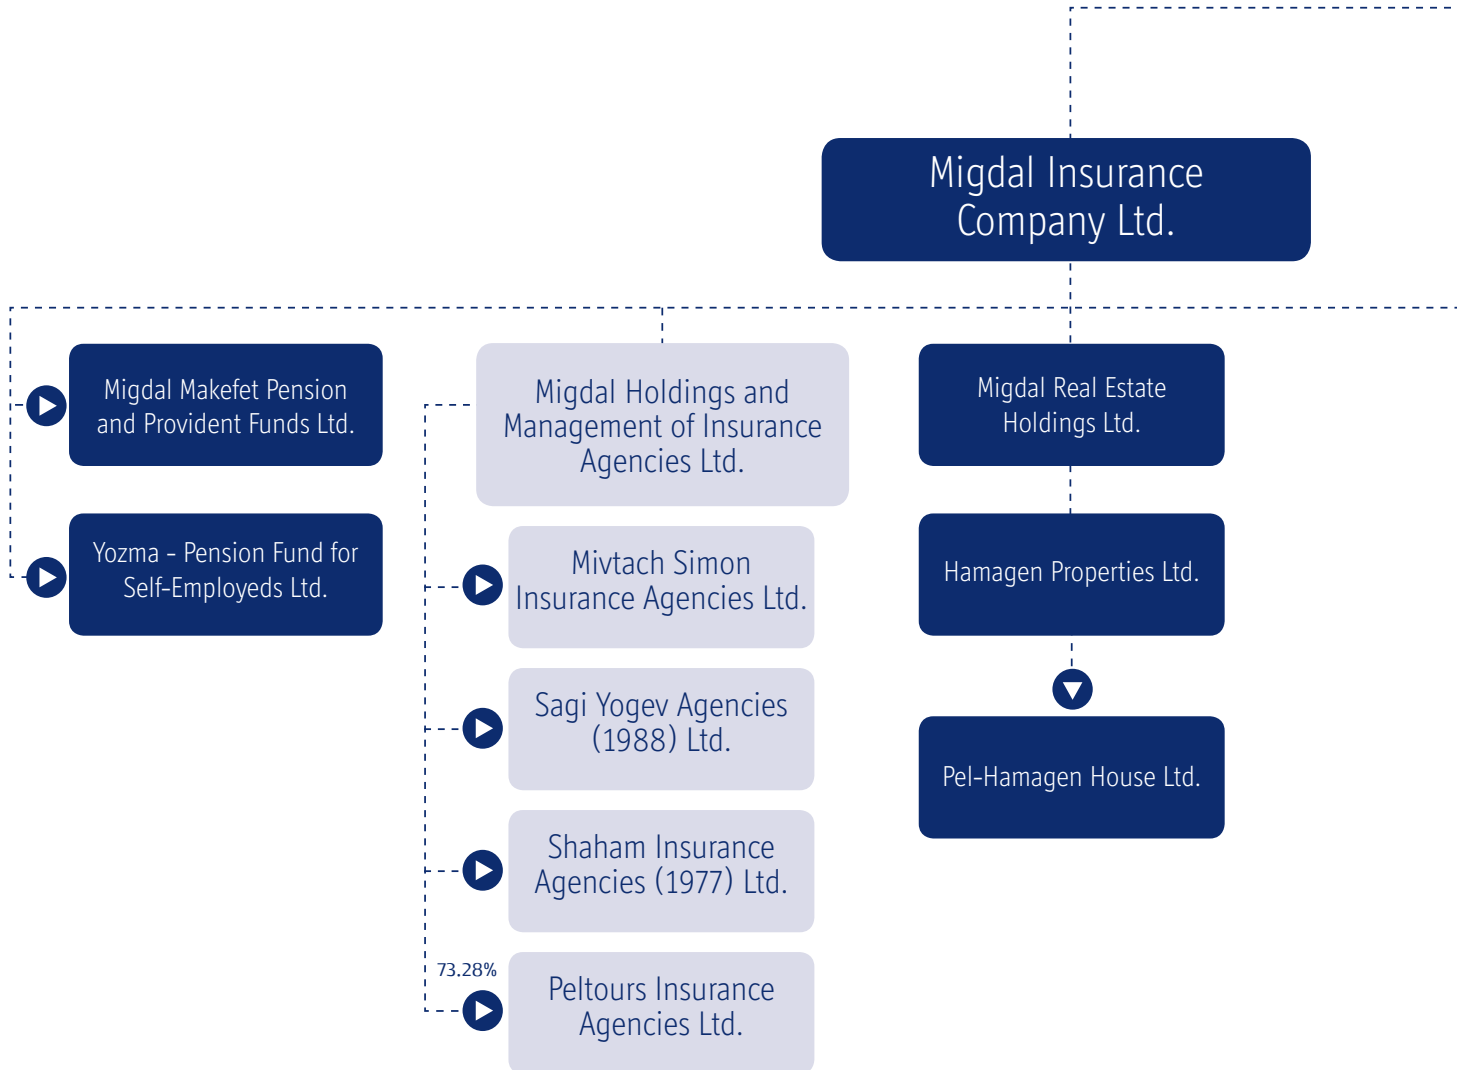 Migdal Insurance
Company Ltd.
Migdal Makefet Pension
and Provident Funds Ltd.
Yozma - Pension Fund for
Self-Employeds Ltd.
Migdal Holdings and
Management of Insurance
Agencies Ltd.
Mivtach Simon
Insurance Agencies Ltd.
Sagi Yogev Agencies
(1988) Ltd.
Shaham Insurance
Agencies (1977) Ltd.
73.28%
Peltours Insurance
Agencies Ltd.
Migdal Real Estate
Holdings Ltd.
Hamagen Properties Ltd.
Pel-Hamagen House Ltd.